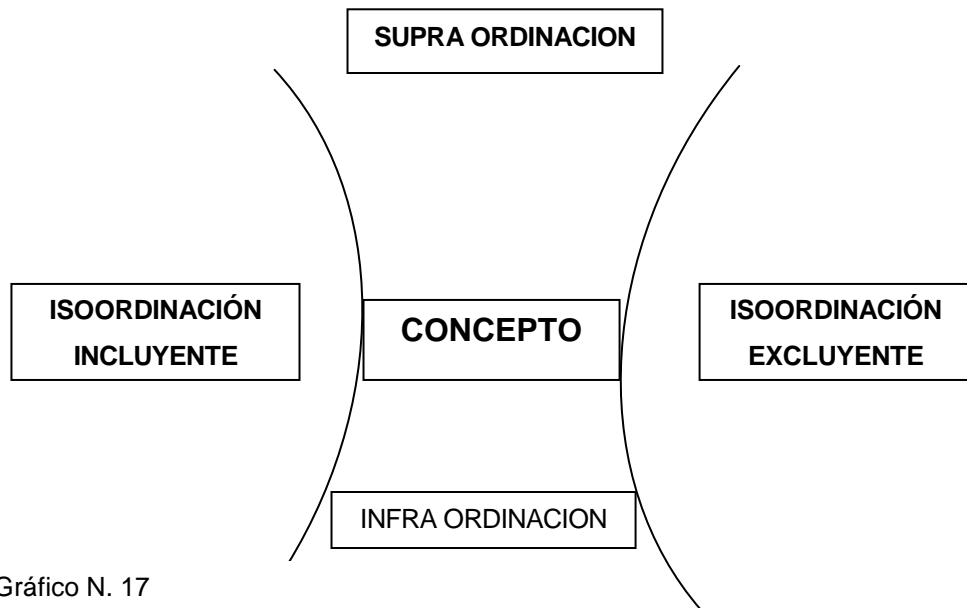 SUPRA ORDINACION
ISOORDINACIÓN
INCLUYENTE
CONCEPTO
ISOORDINACIÓN
EXCLUYENTE
INFRA ORDINACION
Gráfico N. 17